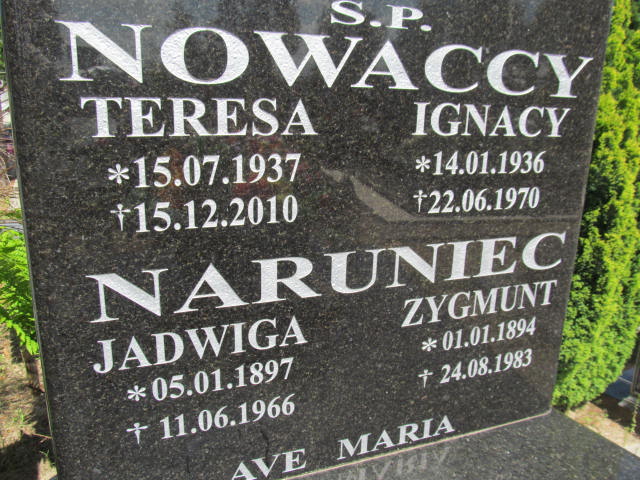 S.P.
NOWACCY
TERESA IGNACY
*15.07.1937 *14.01.1936
†15.12.2010 †22.06.1970
NARUNIEC
JADWIGA ZYGMUNT
*05.01.1897 *01.01.1894
† 11.06.1966 † 24.08.1983
AVE MARIA